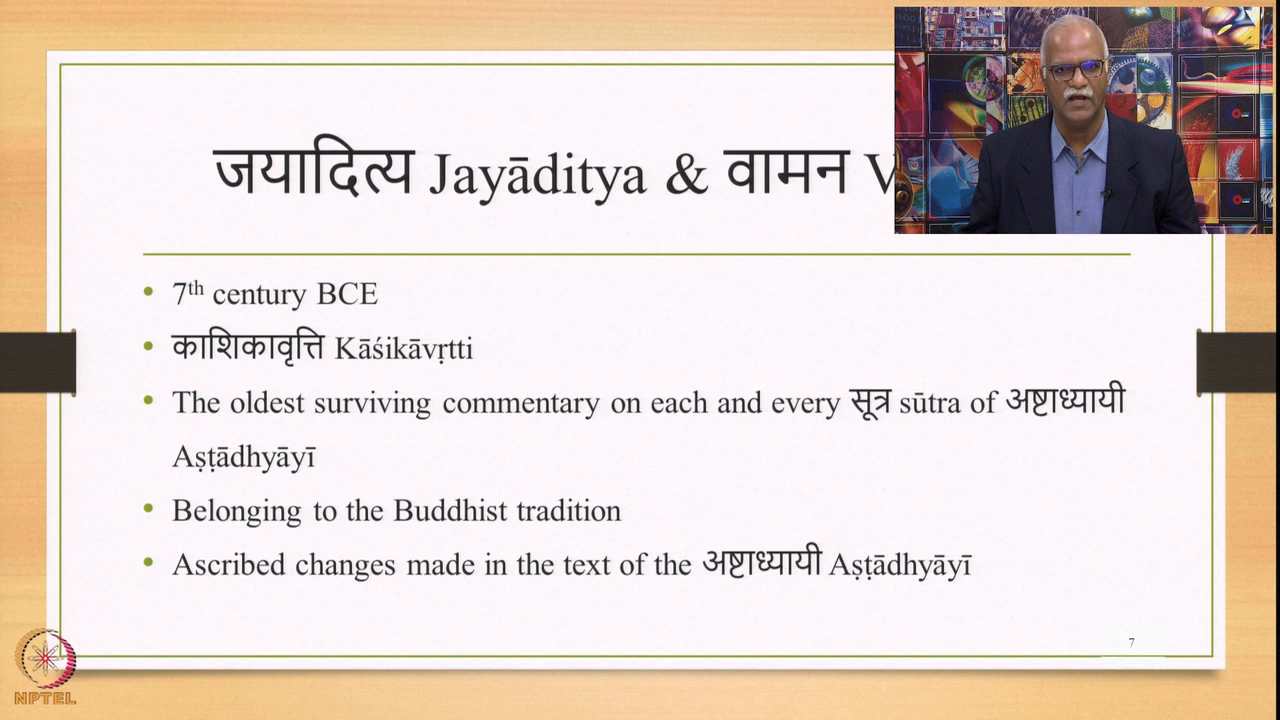 जयादित्य Jayāditya & वामन V
7th century BCE
काशिकावृत्ति Kāśikāvṛtti
The oldest surviving commentary on each and every सूत्र sūtra of अष्टाध्यायी
Aṣṭādhyāyī
Belonging to the Buddhist tradition
Ascribed changes made in the text of the अष्टाध्यायी Aṣṭādhyāyī
7
NPTEL